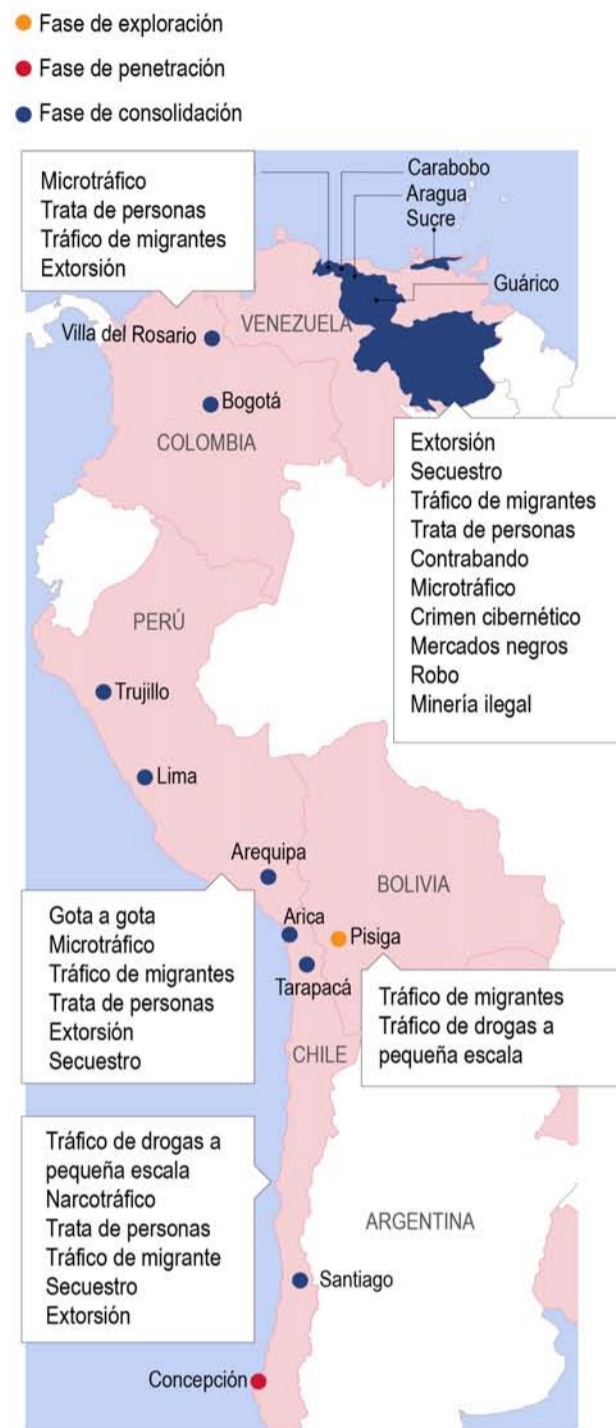 Fase de exploración
Fase de penetración
Fase de consolidación
Microtráfico
Trata de personas
Tráfico de migrantes
Extorsión
Carabobo
Aragua
Sucre
Guárico
VENEZUELA
Villa del Rosario
Bogotá
COLOMBIA
Extorsión
Secuestro
Tráfico de migrantes
Trata de personas
Contrabando
Microtráfico
Crimen cibernético
Mercados negros
Robo
Minería ilegal
PERÚ
Trujillo
Lima
Arequipa
BOLIVIA
Arica
Pisiga
Tarapacá
Gota a gota
Microtráfico
Tráfico de migrantes
Trata de personas
Extorsión
Secuestro
Tráfico de migrantes
Tráfico de drogas a
pequeña escala
CHILE
Tráfico de drogas a
pequeña escala
Narcotráfico
Trata de personas
Tráfico de migrante
Secuestro
Extorsión
ARGENTINA
Santiago
Concepción